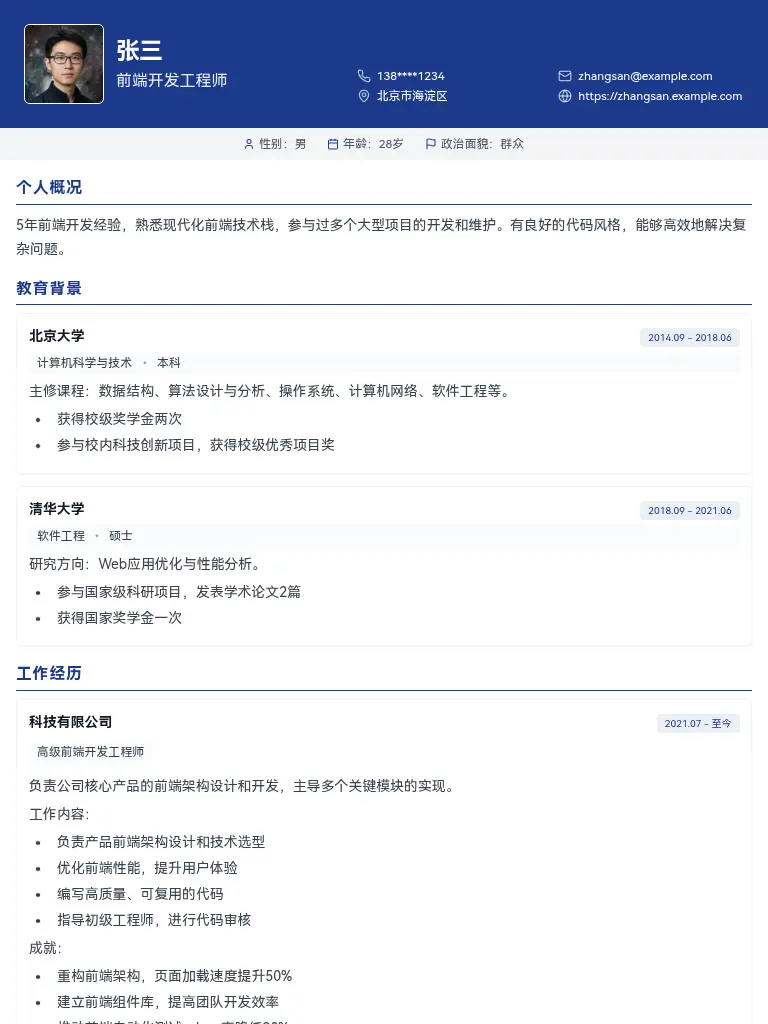 张三
前端开发工程师
138****1234
zhangsan@example.com
北京市海淀区
https://zhangsan.example.com
性别：男 年龄：28岁 政治面貌：群众
个人概况
5年前端开发经验，熟悉现代化前端技术栈，参与过多个大型项目的开发和维护。有良好的代码风格，能够高效地解决复
杂问题。
教育背景
北京大学 2014.09 – 2018.06
计算机科学与技术 • 本科
主修课程：数据结构、算法设计与分析、操作系统、计算机网络、软件工程等。
• 获得校级奖学金两次
• 参与校内科技创新项目，获得校级优秀项目奖
清华大学 2018.09 – 2021.06
软件工程 • 硕士
研究方向：Web应用优化与性能分析。
• 参与国家级科研项目，发表学术论文2篇
• 获得国家奖学金一次
工作经历
科技有限公司 2021.07 – 至今
高级前端开发工程师
负责公司核心产品的前端架构设计和开发，主导多个关键模块的实现。
工作内容：
• 负责产品前端架构设计和技术选型
• 优化前端性能，提升用户体验
• 编写高质量、可复用的代码
• 指导初级工程师，进行代码审核
成就：
• 重构前端架构，页面加载速度提升50%
• 建立前端组件库，提高团队开发效率